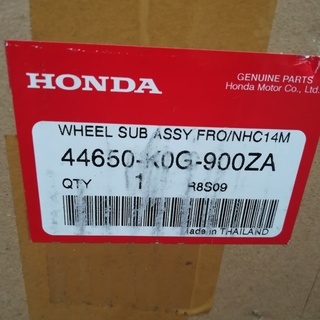 HONDA
GENUINE PARTS
Honda Motor Co., Ltd.
WHEEL SUB ASSY FRO/NHC14M
44650-K0G-900ZA
QTY 1 R8S09
Made in THAILAND